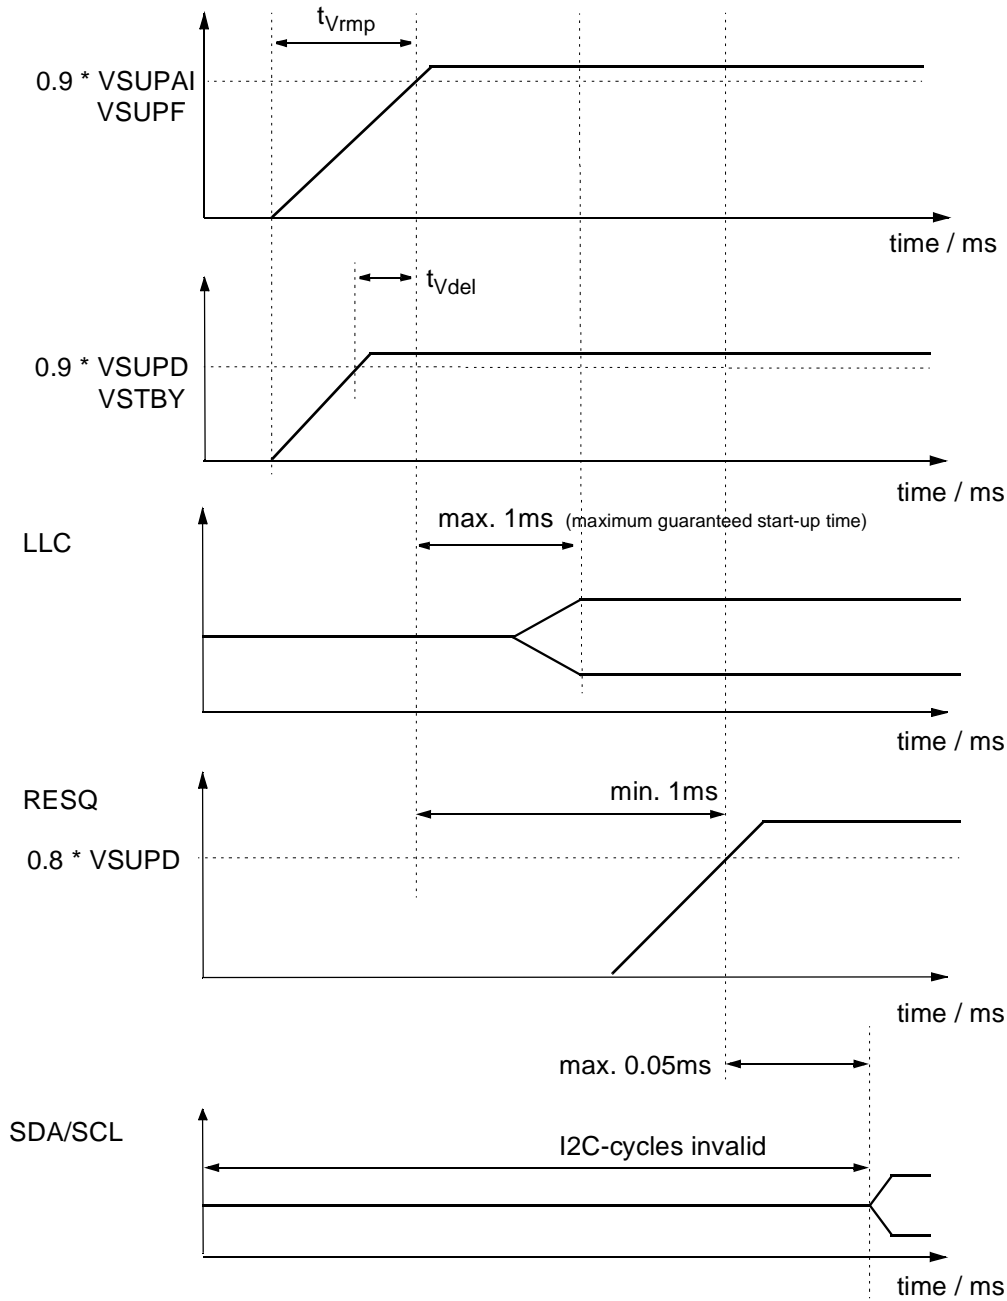 tVrmp
0.9 * VSUPAI
VSUPF
time / ms
tVdel
0.9 * VSUPD
VSTBY
time / ms
max. 1ms (maximum guaranteed start-up time)
LLC
time / ms
RESQ
min. 1ms
0.8 * VSUPD
time / ms
max. 0.05ms
SDA/SCL
I2C-cycles invalid
time / ms